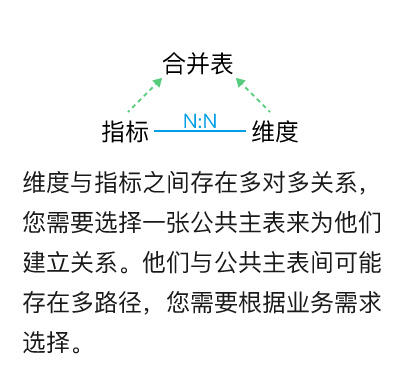 合并表
指标 N:N 维度
维度与指标之间存在多对多关系，
您需要选择一张公共主表来为他们
建立关系。他们与公共主表间可能
存在多路径，您需要根据业务需求
选择。